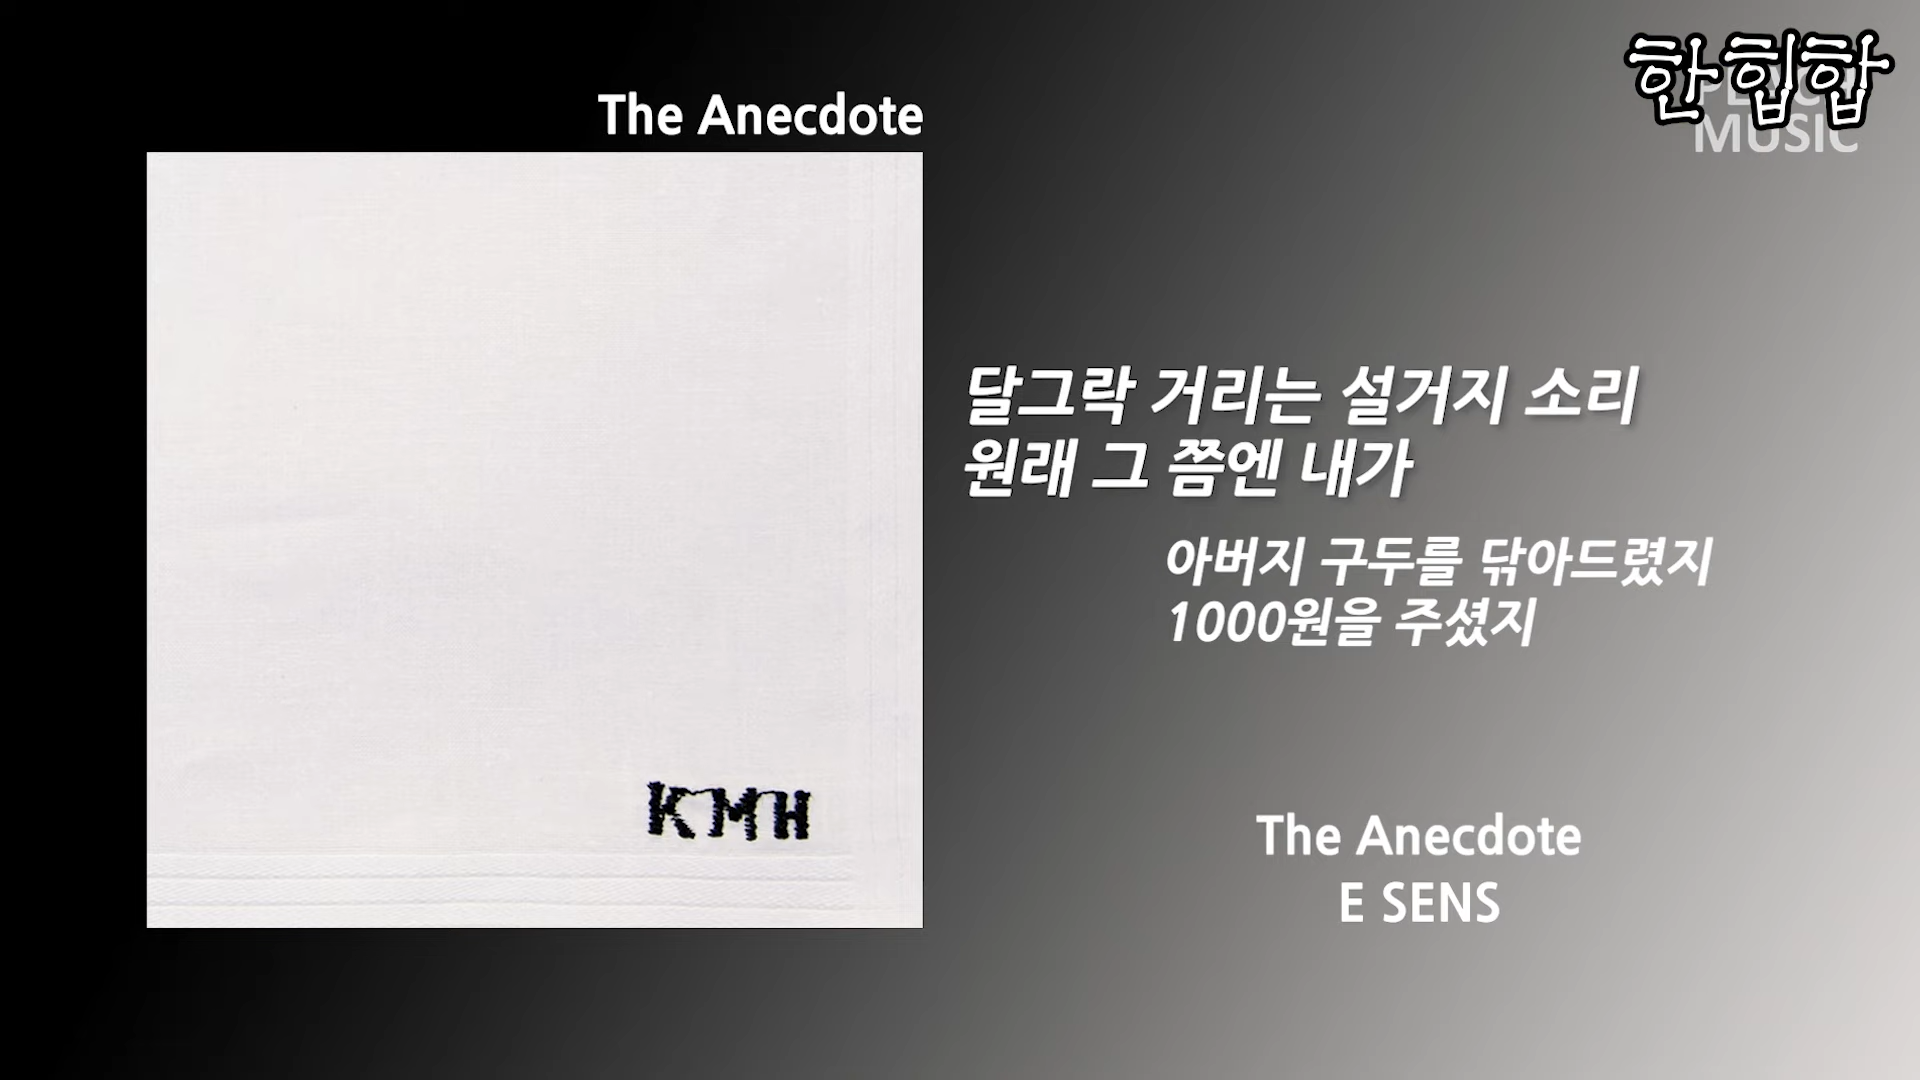 한 힙합
MUSIC
The Anecdote
달그락 거리는 설거지 소리
원래 그 쯤엔 내가
아버지 구두를 닦아드렸지
1000원을 주셨지
KMH
The Anecdote
E SENS